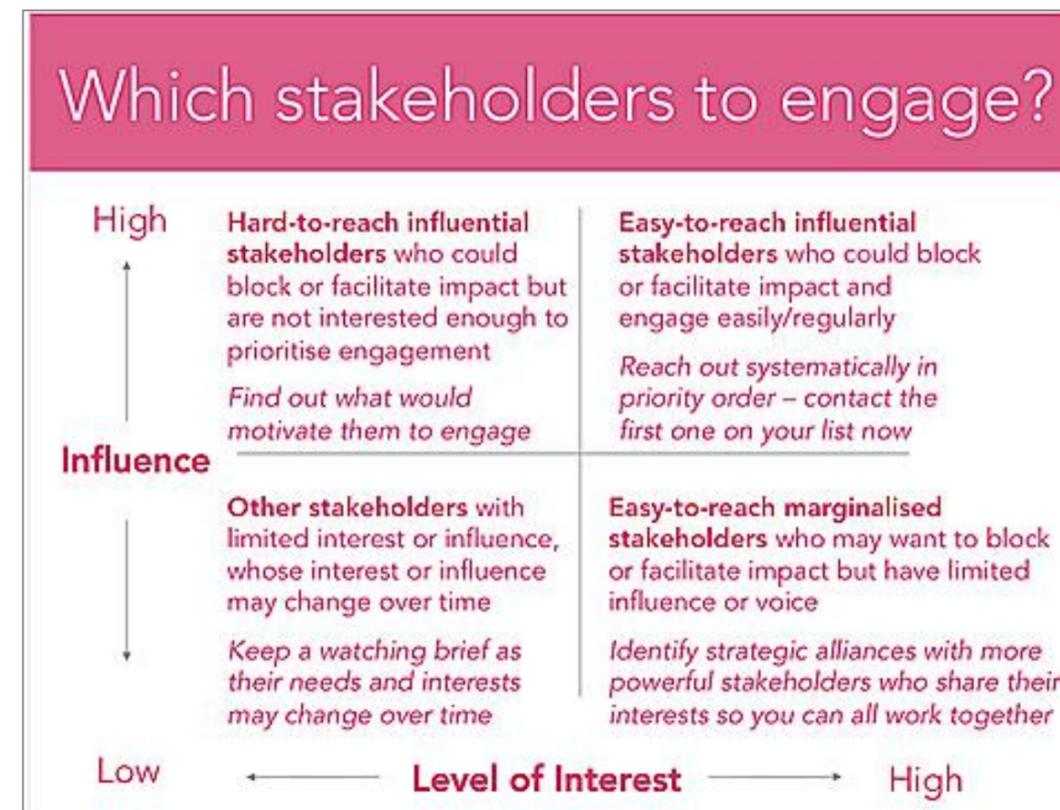 Which stakeholders to engage?
High
Hard-to-reach influential
stakeholders who could
block or facilitate impact but
are not interested enough to
prioritise engagement
Find out what would
motivate them to engage
Easy-to-reach influential
stakeholders who could block
or facilitate impact and
engage easily/regularly
Reach out systematically in
priority order – contact the
first one on your list now
Influence
Other stakeholders with
limited interest or influence,
whose interest or influence
may change over time
Keep a watching brief as
their needs and interests
may change over time
Easy-to-reach marginalised
stakeholders who may want to block
or facilitate impact but have limited
influence or voice
Identify strategic alliances with more
powerful stakeholders who share their
interests so you can all work together
Low
Level of Interest
High